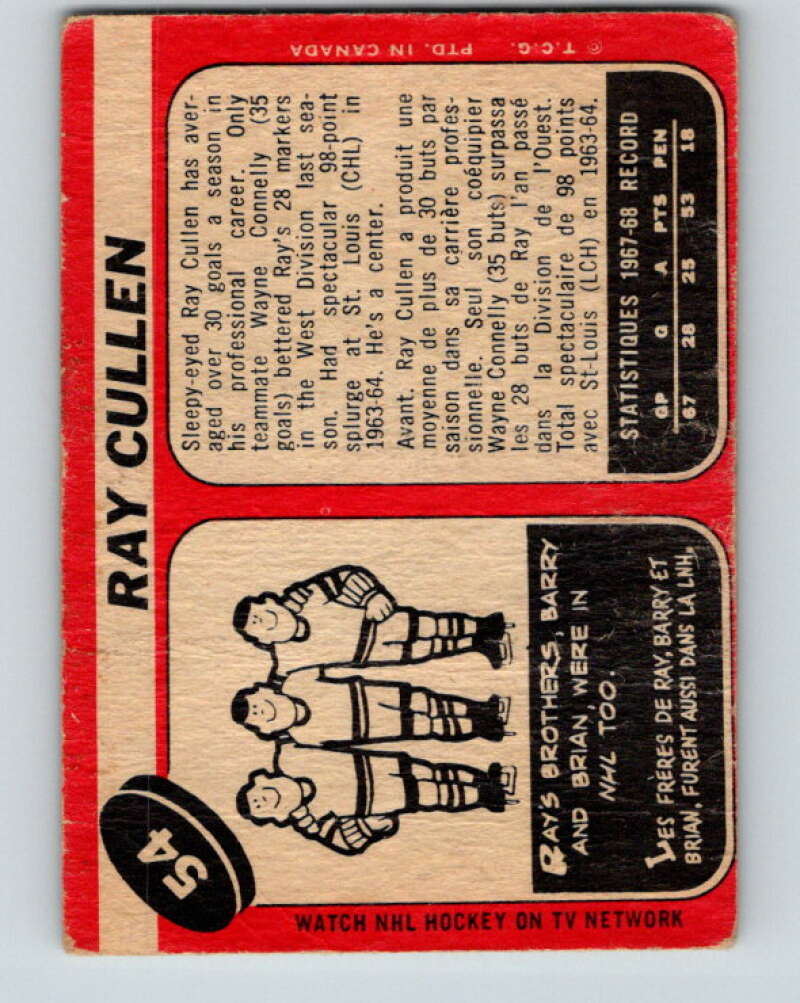 54
RAY CULLEN
WATCH NHL HOCKEY ON TV NETWORK
RAY'S BROTHERS, BARRY
AND BRIAN, WERE IN
NHL TOO.
LES FRÈRES DE RAY, BARRY ET
BRIAN, FURENT AUSSI DANS LA LNH.
Sleepy-eyed Ray Cullen has aver-
aged over 30 goals a season in
his professional career. Only
teammate Wayne Connelly (35
goals) bettered Ray's 28 markers
in the West Division last sea-
son. Had spectacular 98-point
splurge at St. Louis (CHL) in
1963-64. He's a center.
Avant. Ray Cullen a produit une
moyenne de plus de 30 buts par
saison dans sa carrière profes-
sionnelle. Seul son coéquipier
Wayne Connelly (35 buts) surpassa
les 28 buts de Ray l'an passé
dans la Division de l'Ouest.
Total spectaculaire de 98 points
avec St-Louis (LCH) en 1963-64.
STATISTIQUES 1967-68 RECORD
GP G A PTS PEN
67 28 25 53 18
© T.C.G. PTD. IN CANADA